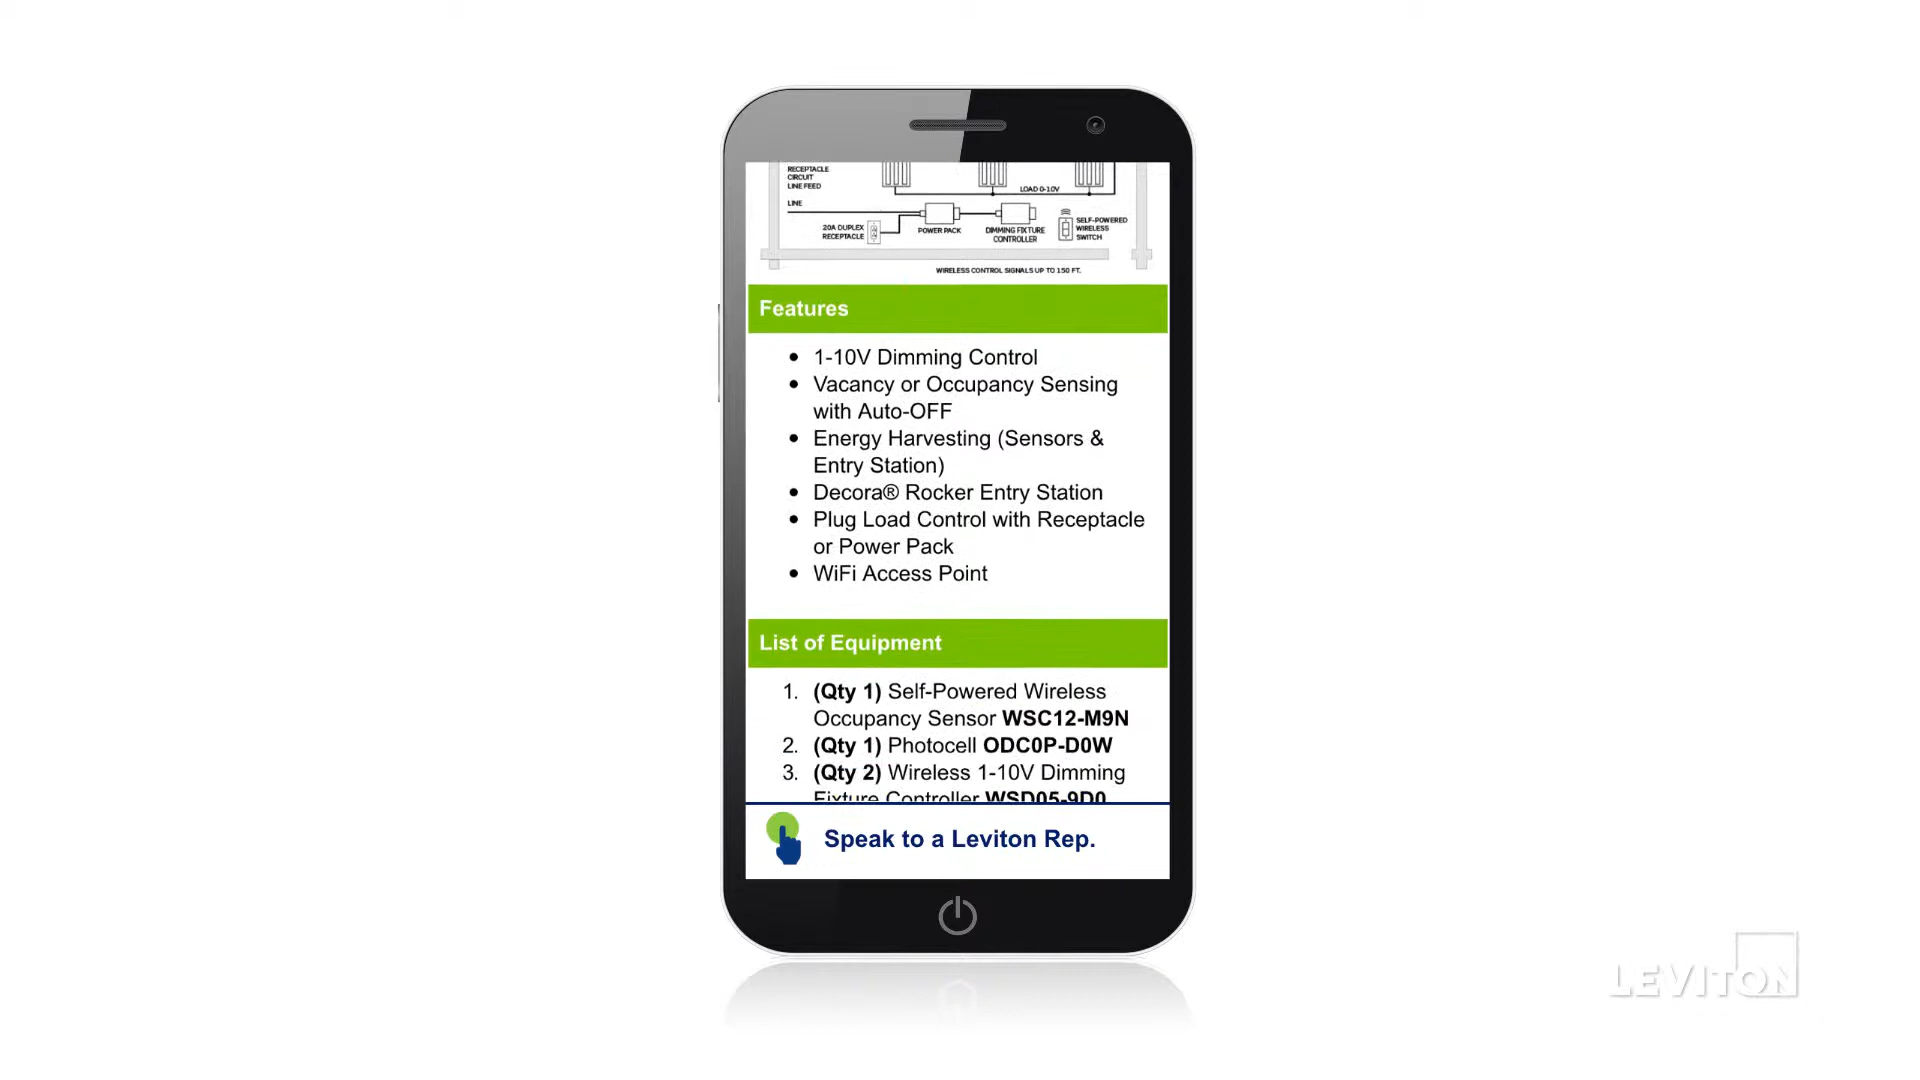 RECEPTACLE
CIRCUIT
LINE FEED
LOAD 0-10V
LINE
20A DUPLEX
RECEPTACLE
POWER PACK
DIMMING FIXTURE
CONTROLLER
SELF-POWERED
WIRELESS
SWITCH
WIRELESS CONTROL SIGNALS UP TO 150 FT.
Features
• 1-10V Dimming Control
• Vacancy or Occupancy Sensing
with Auto-OFF
• Energy Harvesting (Sensors &
Entry Station)
• Decora® Rocker Entry Station
• Plug Load Control with Receptacle
or Power Pack
• WiFi Access Point
List of Equipment
1. (Qty 1) Self-Powered Wireless
Occupancy Sensor WSC12-M9N
2. (Qty 1) Photocell ODC0P-D0W
3. (Qty 2) Wireless 1-10V Dimming
Fixture Controller WSD05-9D0
Speak to a Leviton Rep.
LEVITON